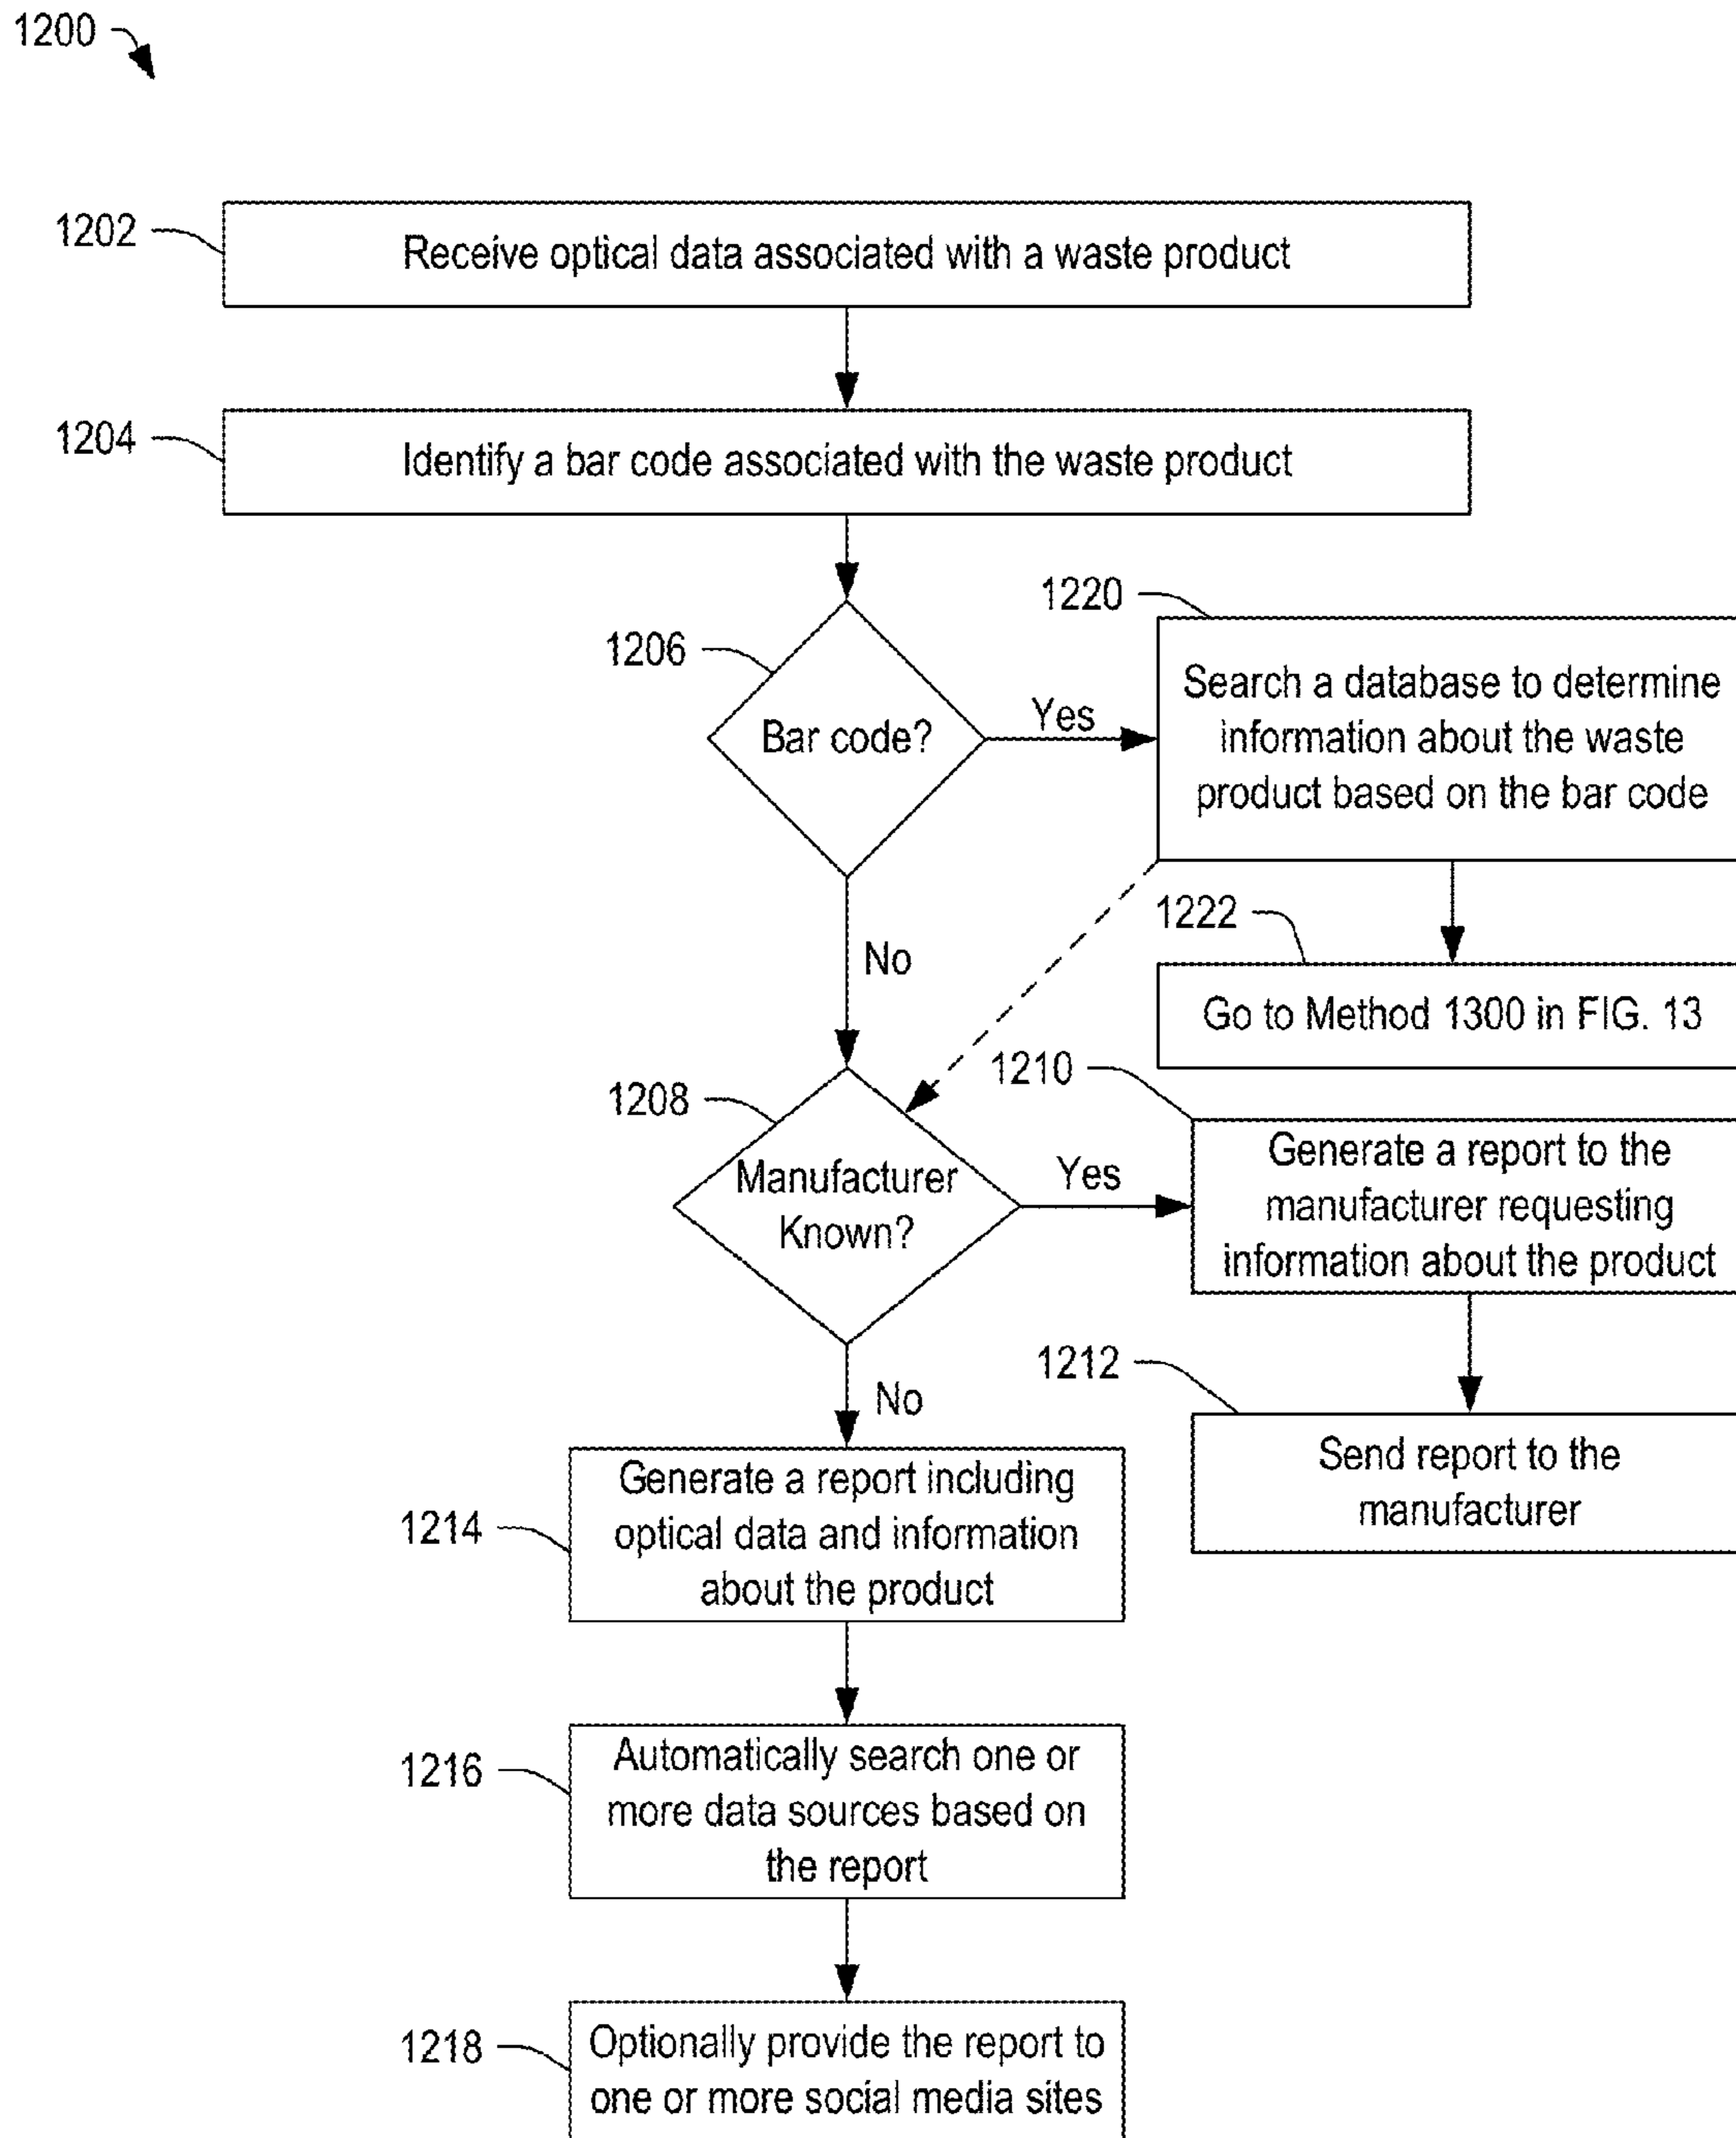 1200
1202
Receive optical data associated with a waste product
1204
Identify a bar code associated with the waste product
1206
Bar code?
Yes
1220
Search a database to determine
information about the waste
product based on the bar code
1222
Go to Method 1300 in FIG. 13
No
1208
Manufacturer
Known?
Yes
1210
Generate a report to the
manufacturer requesting
information about the product
1212
Send report to the
manufacturer
No
1214
Generate a report including
optical data and information
about the product
1216
Automatically search one or
more data sources based on
the report
1218
Optionally provide the report to
one or more social media sites